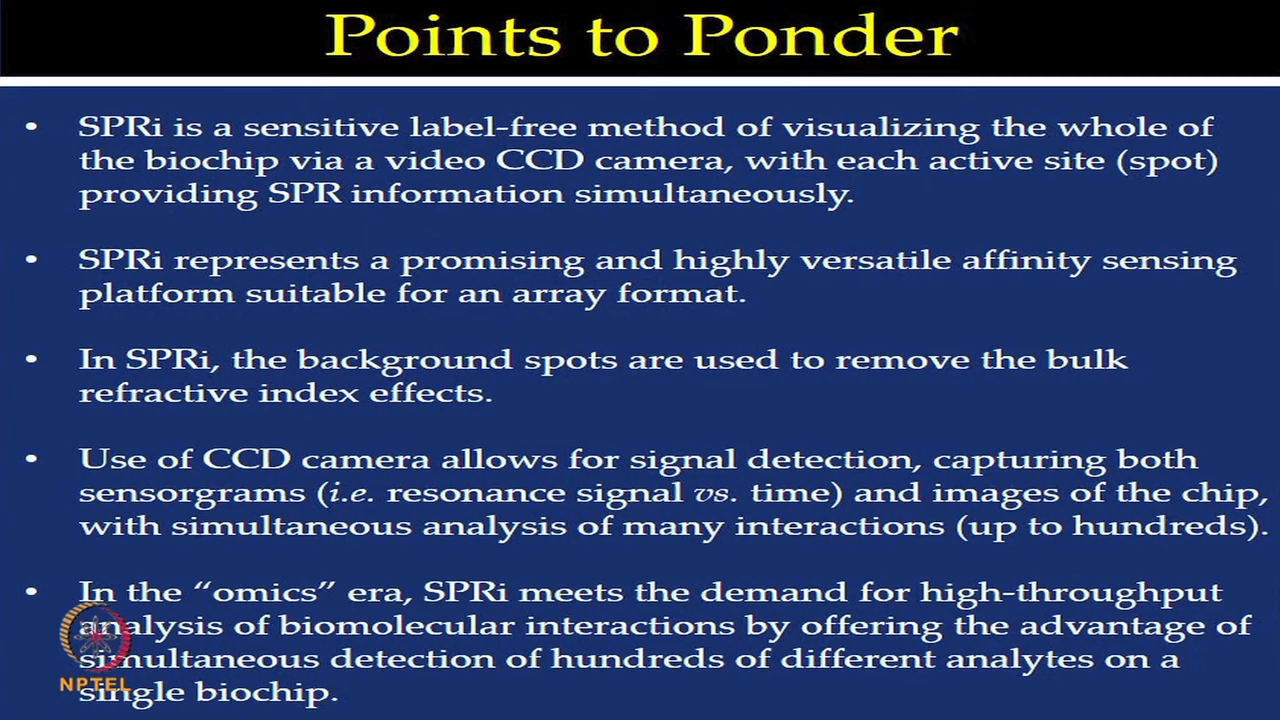 Points to Ponder
• SPRi is a sensitive label-free method of visualizing the whole of
the biochip via a video CCD camera, with each active site (spot)
providing SPR information simultaneously.
• SPRi represents a promising and highly versatile affinity sensing
platform suitable for an array format.
• In SPRi, the background spots are used to remove the bulk
refractive index effects.
• Use of CCD camera allows for signal detection, capturing both
sensorgrams (i.e. resonance signal vs. time) and images of the chip,
with simultaneous analysis of many interactions (up to hundreds).
• In the “omics” era, SPRi meets the demand for high-throughput
analysis of biomolecular interactions by offering the advantage of
simultaneous detection of hundreds of different analytes on a
single biochip.
NPTEL